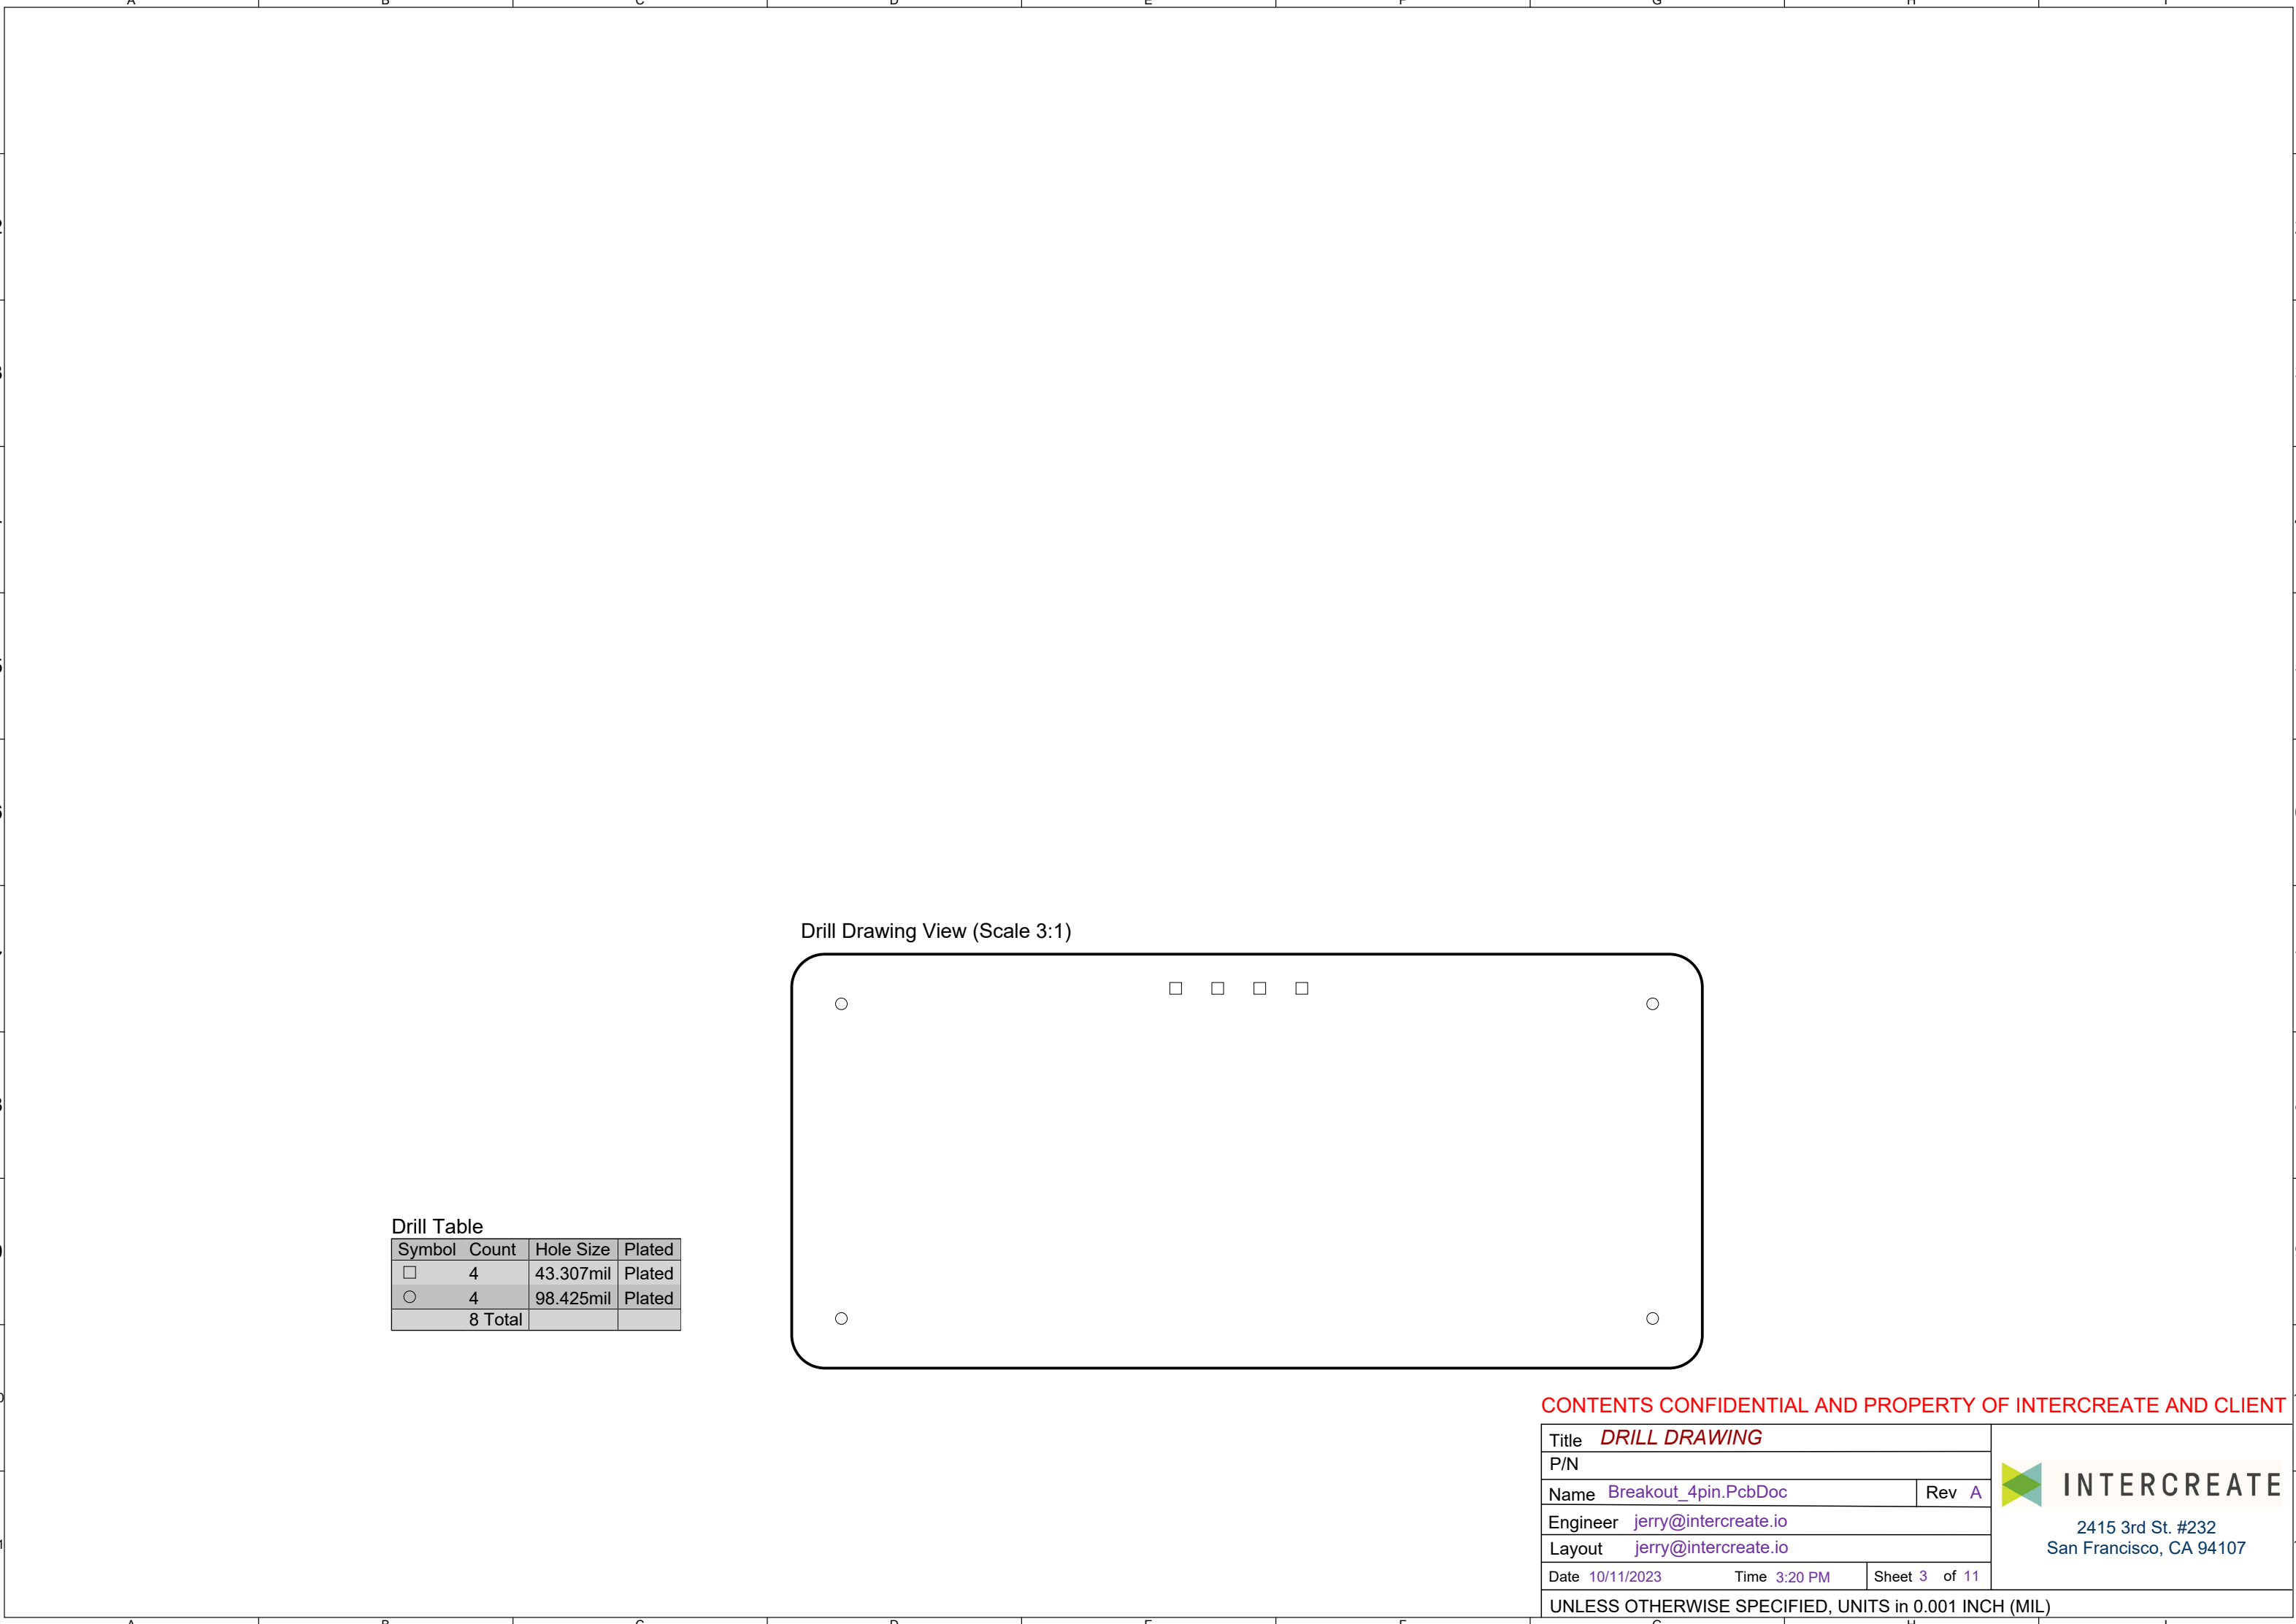 A B C D E F G H I
Drill Drawing View (Scale 3:1)
Drill Table
Symbol Count Hole Size Plated
4 43.307mil Plated
4 98.425mil Plated
8 Total
CONTENTS CONFIDENTIAL AND PROPERTY OF INTERCREATE AND CLIENT
Title DRILL DRAWING
P/N
Name Breakout_4pin.PcbDoc Rev A
Engineer jerry@intercreate.io
Layout jerry@intercreate.io
Date 10/11/2023 Time 3:20 PM Sheet 3 of 11
UNLESS OTHERWISE SPECIFIED, UNITS in 0.001 INCH (MIL)
INTERCREATE
2415 3rd St. #232
San Francisco, CA 94107